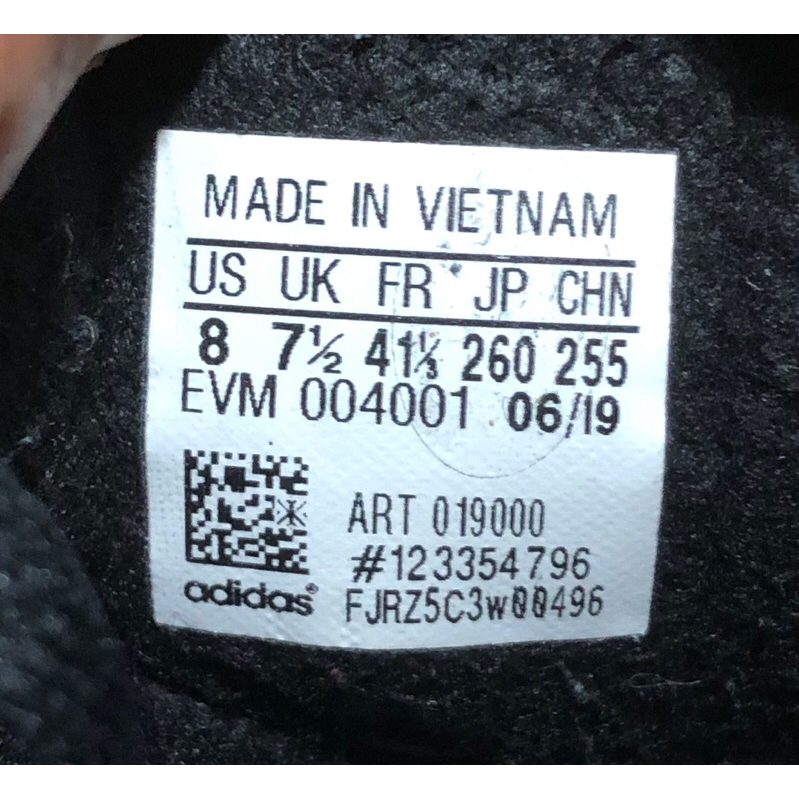 MADE IN VIETNAM
US UK FR JP CHN
8 7½ 41⅓ 260 255
EVM 004001 06/19
ART 019000
#123354796
adidas®
FJRZ5C3w00496